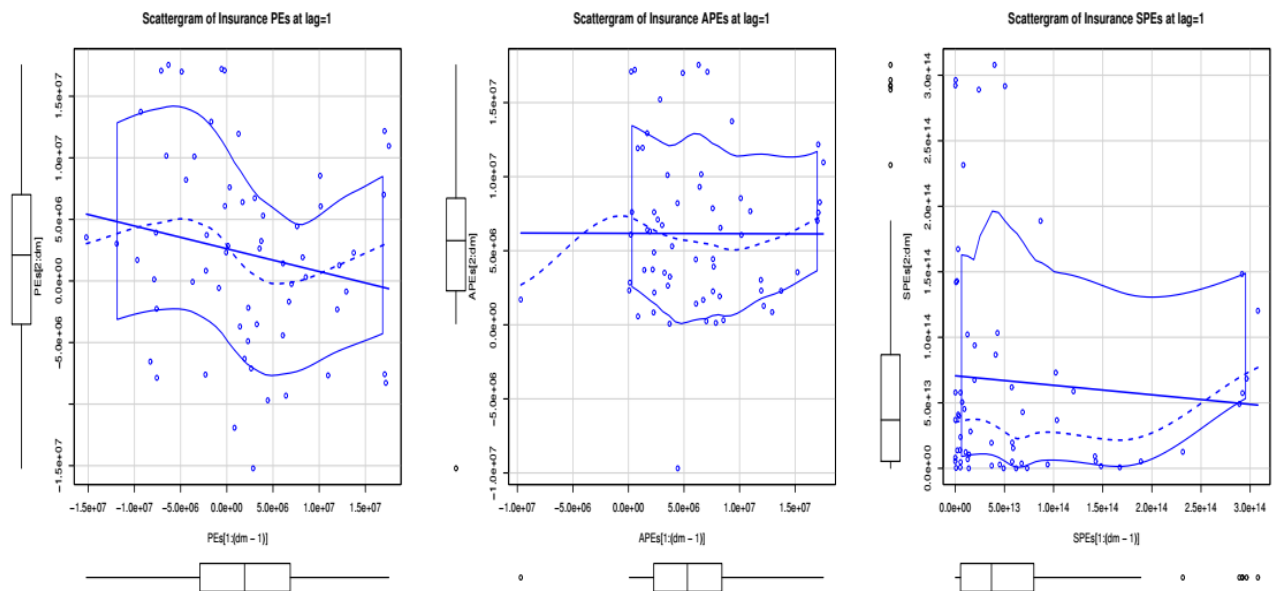 Scattergram of Insurance PEs at lag=1
PEs[2:dm]
1.5e+07
1.0e+07
5.0e+06
0.0e+00
−5.0e+06
−1.5e+07
−1.5e+07 −1.0e+07 −5.0e+06 0.0e+00 5.0e+06 1.0e+07 1.5e+07
PEs[1:(dm − 1)]
Scattergram of Insurance APEs at lag=1
APEs[2:dm]
1.5e+07
1.0e+07
5.0e+06
0.0e+00
−5.0e+06
−1.0e+07
−1.0e+07 −5.0e+06 0.0e+00 5.0e+06 1.0e+07 1.5e+07
APEs[1:(dm − 1)]
Scattergram of Insurance SPEs at lag=1
SPEs[2:dm]
3.0e+14
2.5e+14
2.0e+14
1.5e+14
1.0e+14
5.0e+13
0.0e+00
0.0e+00 5.0e+13 1.0e+14 1.5e+14 2.0e+14 2.5e+14 3.0e+14
SPEs[1:(dm − 1)]